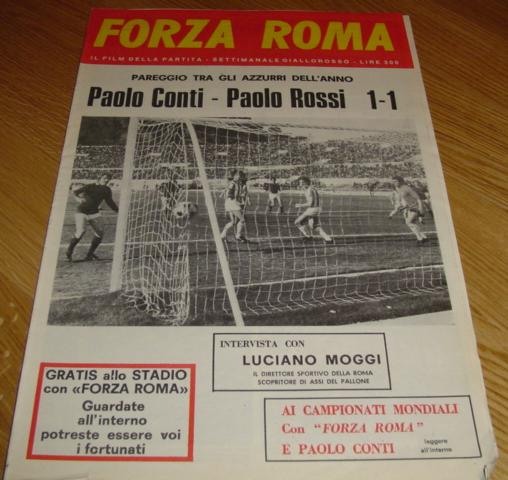 FORZA ROMA
IL FILM DELLA PARTITA - SETTIMANALE GIALLOROSSO - LIRE 300
PAREGGIO TRA GLI AZZURRI DELL'ANNO
Paolo Conti - Paolo Rossi 1-1
INTERVISTA CON
LUCIANO MOGGI
IL DIRETTORE SPORTIVO DELLA ROMA
SCOPRITORE DI ASSI DEL PALLONE
GRATIS allo STADIO
con «FORZA ROMA»
Guardate
all'interno
potreste essere voi
i fortunati
AI CAMPIONATI MONDIALI
Con "FORZA ROMA"
E PAOLO CONTI
leggere
all'interno